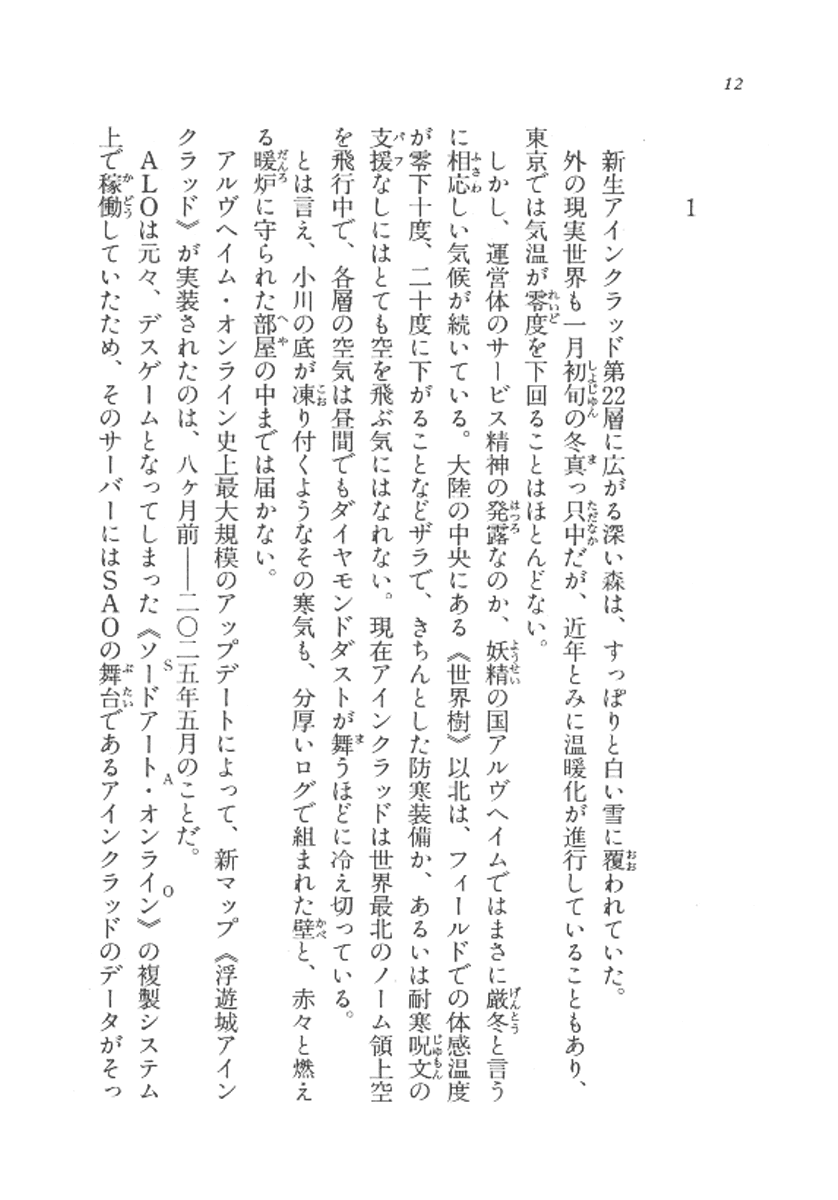 12
1
新生アインクラッド第22層に広がる深い森は、すっぽりと白い雪に覆われていた。
外の現実世界も一月初旬の冬真っ只中だが、近年とみに温暖化が進行していることもあり、
東京では気温が零度を下回ることはほとんどない。
しかし、運営体のサービス精神の発露なのか、妖精の国アルヴヘイムではまさに厳冬と言う
に相応しい気候が続いている。大陸の中央にある《世界樹》以北は、フィールドでの体感温度
が零下十度、二十度に下がることなどザラで、きちんとした防寒装備か、あるいは耐寒呪文の
支援なしにはとても空を飛ぶ気にはなれない。現在アインクラッドは世界最北のノーム領上空
を飛行中で、各層の空気は昼間でもダイヤモンドダストが舞うほどに冷え切っている。
とは言え、小川の底が凍り付くようなその寒気も、分厚いログで組まれた壁と、赤々と燃え
る暖炉に守られた部屋の中までは届かない。
アルヴヘイム・オンライン史上最大規模のアップデートによって、新マップ《浮遊城アイン
クラッド》が実装されたのは、八ヶ月前――二〇二五年五月のことだ。
ALOは元々、デスゲームとなってしまった《ソードアート・オンライン》の複製システム
上で稼働していたため、そのサーバーにはSAOの舞台であるアインクラッドのデータがそっ